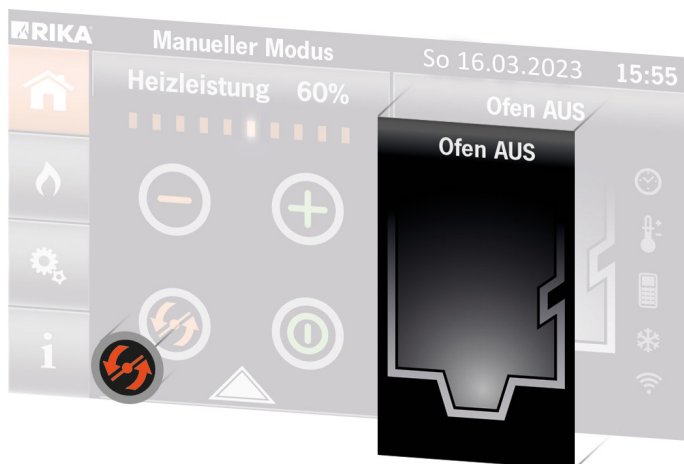 RIKA
Manueller Modus
So 16.03.2023 15:55
Heizleistung 60%
Ofen AUS
Ofen AUS
i